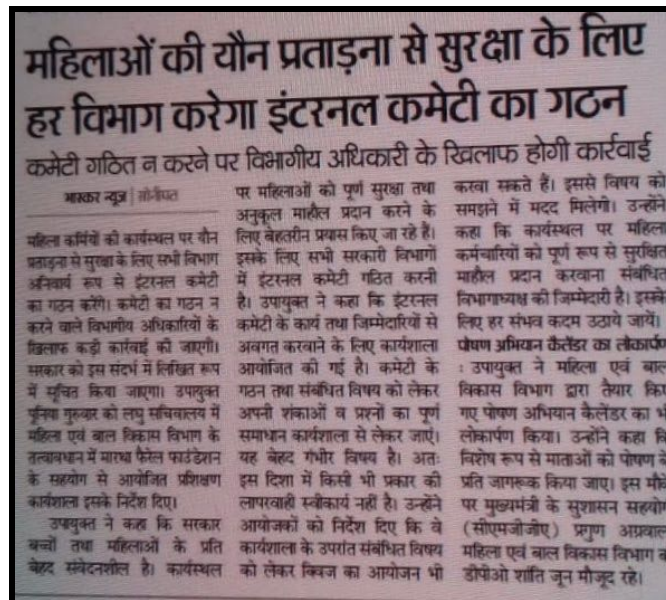 महिलाओं की यौन प्रताड़ना से सुरक्षा के लिए
हर विभाग करेगा इंटरनल कमेटी का गठन
कमेटी गठित न करने पर विभागीय अधिकारी के खिलाफ होगी कार्रवाई
भास्कर न्यूज | सोनीपत
महिला कर्मियों को कार्यस्थल पर यौन
प्रताड़ना से सुरक्षा के लिए सभी विभाग
अनिवार्य रूप से इंटरनल कमेटी
का गठन करेंगे। कमेटी का गठन न
करने वाले विभागीय अधिकारियों के
खिलाफ कड़ी कार्रवाई की जाएगी।
सरकार को इस संदर्भ में लिखित रूप
में सूचित किया जाएगा। उपायुक्त
पूनिया गुरुवार को लघु सचिवालय में
महिला एवं बाल विकास विभाग के
तत्वावधान में मारथा फैरेल फाउंडेशन
के सहयोग से आयोजित प्रशिक्षण
कार्यशाला इसके निर्देश दिए।
उपायुक्त ने कहा कि सरकार
बच्चों तथा महिलाओं के प्रति
बेहद संवेदनशील है। कार्यस्थल
पर महिलाओं को पूर्ण सुरक्षा तथा
अनुकूल माहौल प्रदान करने के
लिए बेहतरीन प्रयास किए जा रहे हैं।
इसके लिए सभी सरकारी विभागों
में इंटरनल कमेटी गठित करनी
है। उपायुक्त ने कहा कि इंटरनल
कमेटी के कार्य तथा जिम्मेदारियों से
अवगत करवाने के लिए कार्यशाला
आयोजित की गई है। कमेटी के
गठन तथा संबंधित विषय को लेकर
अपनी शंकाओं व प्रश्नों का पूर्ण
समाधान कार्यशाला से लेकर जाएं।
यह बेहद गंभीर विषय है। अतः
इस दिशा में किसी भी प्रकार की
लापरवाही स्वीकार्य नहीं है। उन्होंने
आयोजकों को निर्देश दिए कि वे
कार्यशाला के उपरांत संबंधित विषय
को लेकर क्विज का आयोजन भी
करवा सकते हैं। इससे विषय को
समझने में मदद मिलेगी। उन्होंने
कहा कि कार्यस्थल पर महिला
कर्मचारियों को पूर्ण रूप से सुरक्षित
माहौल प्रदान करवाना संबंधित
विभागाध्यक्ष की जिम्मेदारी है। इसके
लिए हर संभव कदम उठाये जायें।
पोषण अभियान कैलेंडर का लोकार्पण
: उपायुक्त ने महिला एवं बाल
विकास विभाग द्वारा तैयार किए
गए पोषण अभियान कैलेंडर का
लोकार्पण किया। उन्होंने कहा कि
विशेष रूप से माताओं को पोषण के
प्रति जागरूक किया जाए। इस मौके
पर मुख्यमंत्री के सुशासन सहयोगी
(सीएमजीजीए) प्रगुण अग्रवाल
महिला एवं बाल विकास विभाग
डीपीओ शांति जून मौजूद रहे।